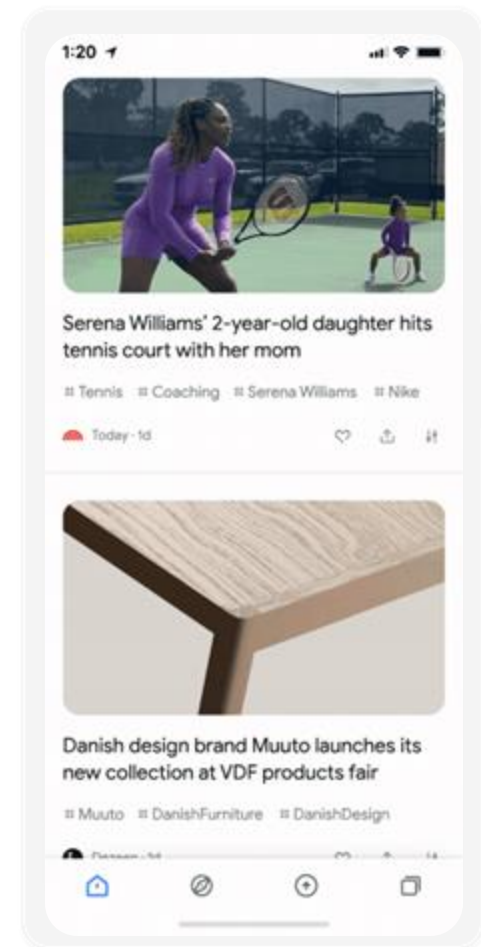 1:20
Serena Williams' 2-year-old daughter hits
tennis court with her mom
# Tennis # Coaching # Serena Williams # Nike
Today · 1d
Danish design brand Muuto launches its
new collection at VDF products fair
# Muuto # DanishFurniture # DanishDesign